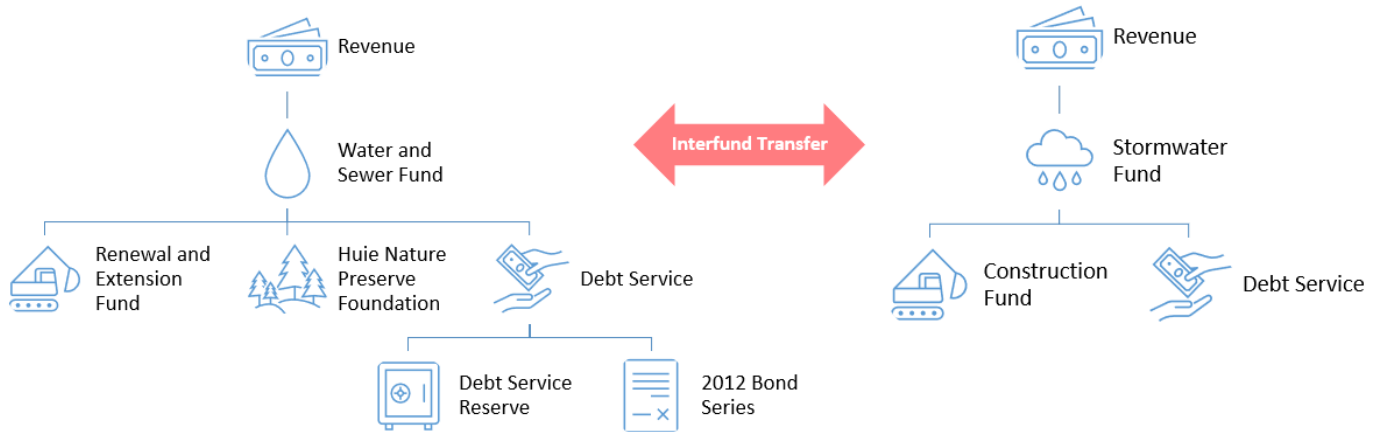 Revenue
Water and
Sewer Fund
Renewal and
Extension
Fund
Huie Nature
Preserve
Foundation
Debt Service
Debt Service
Reserve
2012 Bond
Series
Interfund Transfer
Revenue
Stormwater
Fund
Construction
Fund
Debt Service